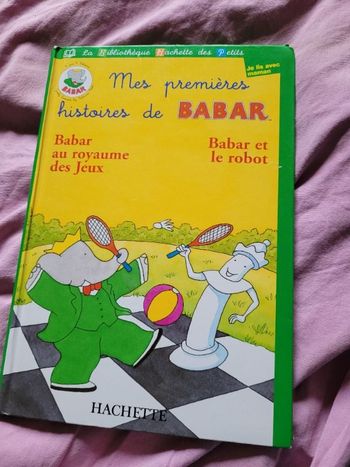 La Bibliothèque Hachette des Petits
Je lis avec
maman
BABAR
Mes premières
histoires de BABAR
Babar
au royaume
des Jeux
Babar et
le robot
HACHETTE